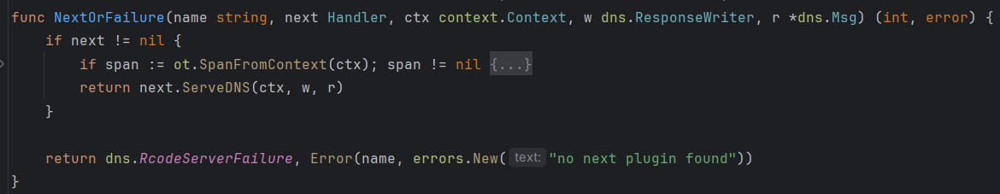 func NextOrFailure(name string, next Handler, ctx context.Context, w dns.ResponseWriter, r *dns.Msg) (int, error) {
    if next != nil {
        if span := ot.SpanFromContext(ctx); span != nil {...}
        return next.ServeDNS(ctx, w, r)
    }

    return dns.RcodeServerFailure, Error(name, errors.New( text: "no next plugin found"))
}